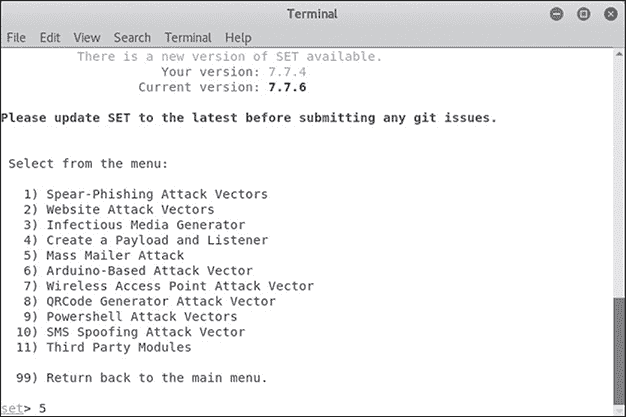 Terminal
File Edit View Search Terminal Help
There is a new version of SET available.
Your version: 7.7.4
Current version: 7.7.6
Please update SET to the latest before submitting any git issues.
Select from the menu:
1) Spear-Phishing Attack Vectors
2) Website Attack Vectors
3) Infectious Media Generator
4) Create a Payload and Listener
5) Mass Mailer Attack
6) Arduino-Based Attack Vector
7) Wireless Access Point Attack Vector
8) QRCode Generator Attack Vector
9) Powershell Attack Vectors
10) SMS Spoofing Attack Vector
11) Third Party Modules
99) Return back to the main menu.
set> 5